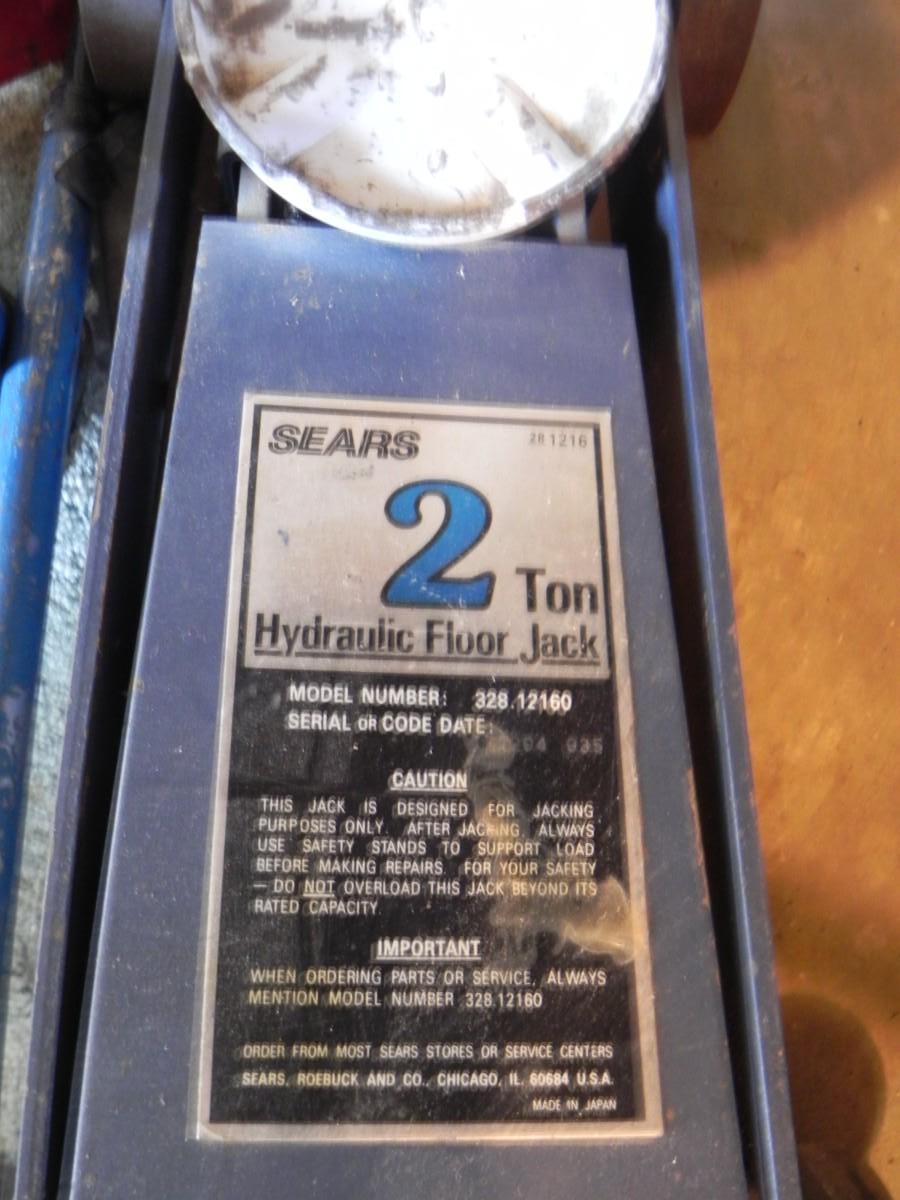 SEARS
28 1216
2 Ton
Hydraulic Floor Jack
MODEL NUMBER: 328.12160
SERIAL OR CODE DATE:
935
CAUTION
THIS JACK IS DESIGNED FOR JACKING
PURPOSES ONLY. AFTER JACKING, ALWAYS
USE SAFETY STANDS TO SUPPORT LOAD
BEFORE MAKING REPAIRS. FOR YOUR SAFETY
— DO NOT OVERLOAD THIS JACK BEYOND ITS
RATED CAPACITY.
IMPORTANT
WHEN ORDERING PARTS OR SERVICE, ALWAYS
MENTION MODEL NUMBER 328.12160
ORDER FROM MOST SEARS STORES OR SERVICE CENTERS
SEARS, ROEBUCK AND CO., CHICAGO, IL. 60684 U.S.A.
MADE IN JAPAN